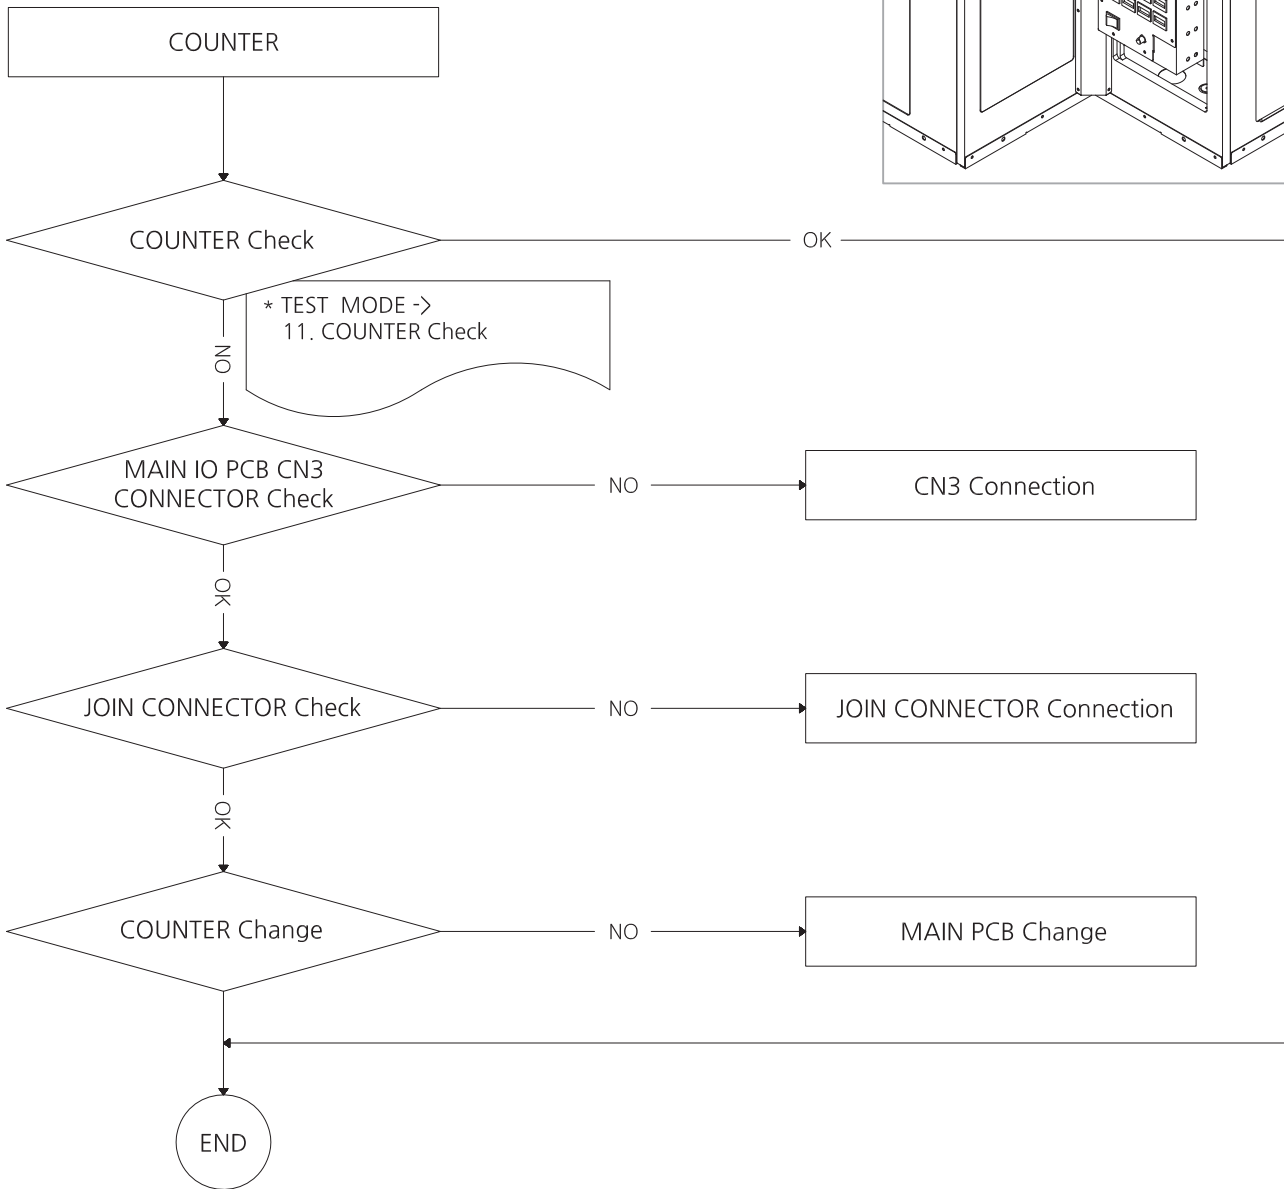 COUNTER
COUNTER Check
OK
* TEST MODE ->
11. COUNTER Check
NO
MAIN IO PCB CN3
CONNECTOR Check
NO
CN3 Connection
OK
JOIN CONNECTOR Check
NO
JOIN CONNECTOR Connection
OK
COUNTER Change
NO
MAIN PCB Change
END